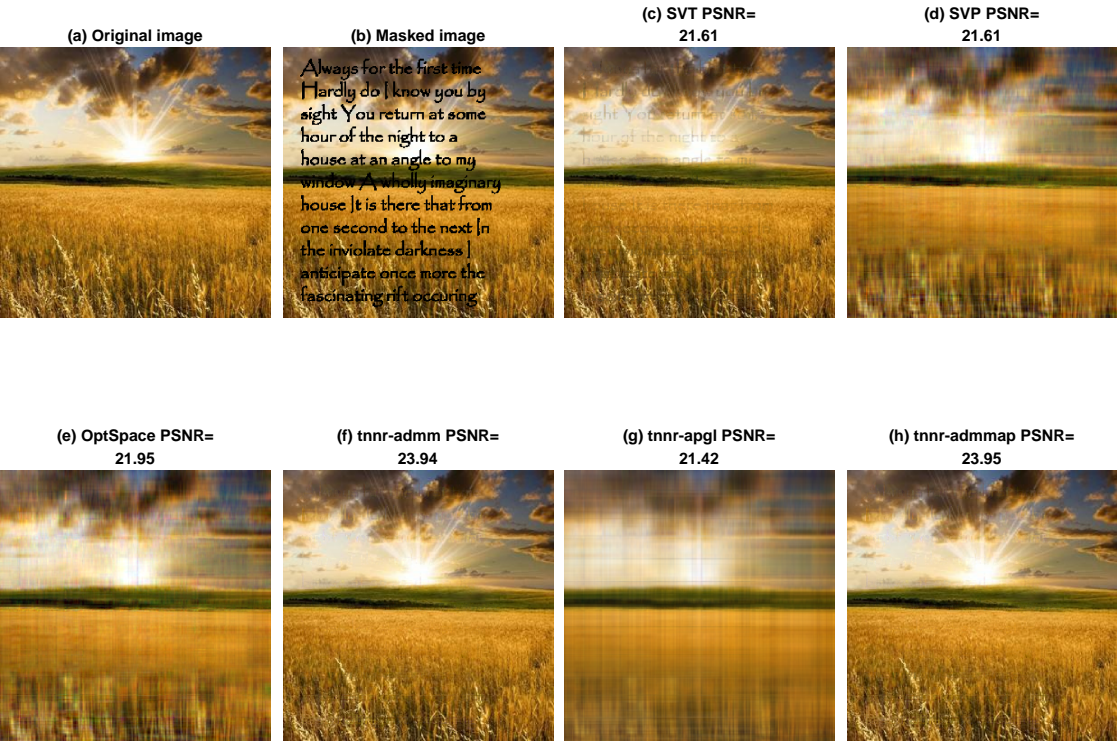 (a) Original image
(b) Masked image
(c) SVT PSNR=
21.61
(d) SVP PSNR=
21.61
Always for the first time
Hardly do I know you by
sight You return at some
hour of the night to a
house at an angle to my
window A wholly imaginary
house It is there that from
one second to the next In
the inviolate darkness I
anticipate once more the
fascinating rift occuring
(e) OptSpace PSNR=
21.95
(f) tnnr-admm PSNR=
23.94
(g) tnnr-apgl PSNR=
21.42
(h) tnnr-admmap PSNR=
23.95